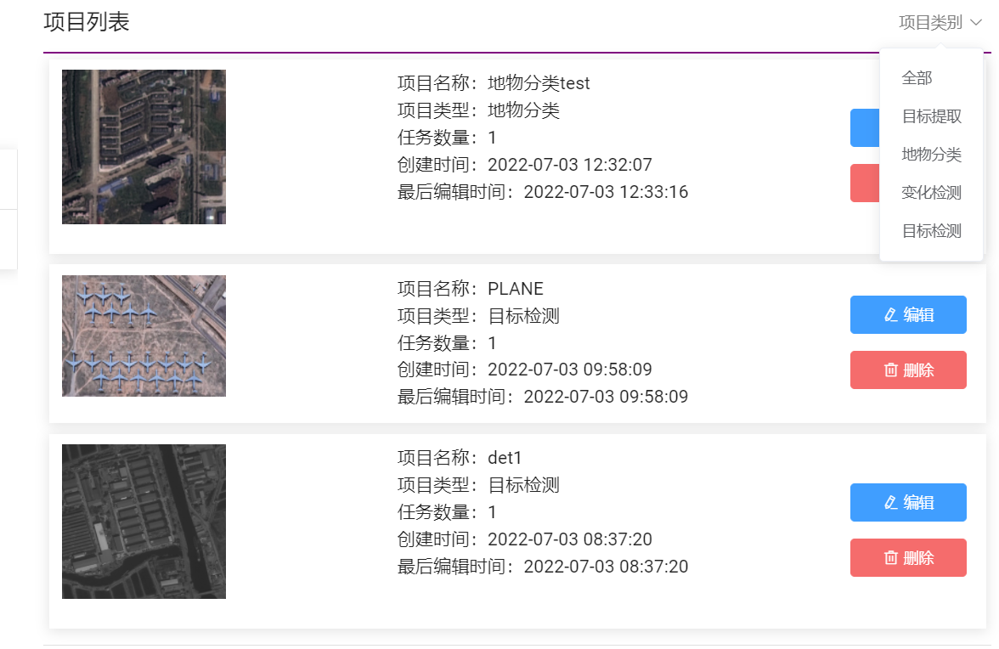 项目列表
项目类别
全部
目标提取
地物分类
变化检测
目标检测
项目名称：地物分类test
项目类型：地物分类
任务数量：1
创建时间：2022-07-03 12:32:07
最后编辑时间：2022-07-03 12:33:16
项目名称：PLANE
项目类型：目标检测
任务数量：1
创建时间：2022-07-03 09:58:09
最后编辑时间：2022-07-03 09:58:09
编辑
删除
项目名称：det1
项目类型：目标检测
任务数量：1
创建时间：2022-07-03 08:37:20
最后编辑时间：2022-07-03 08:37:20
编辑
删除